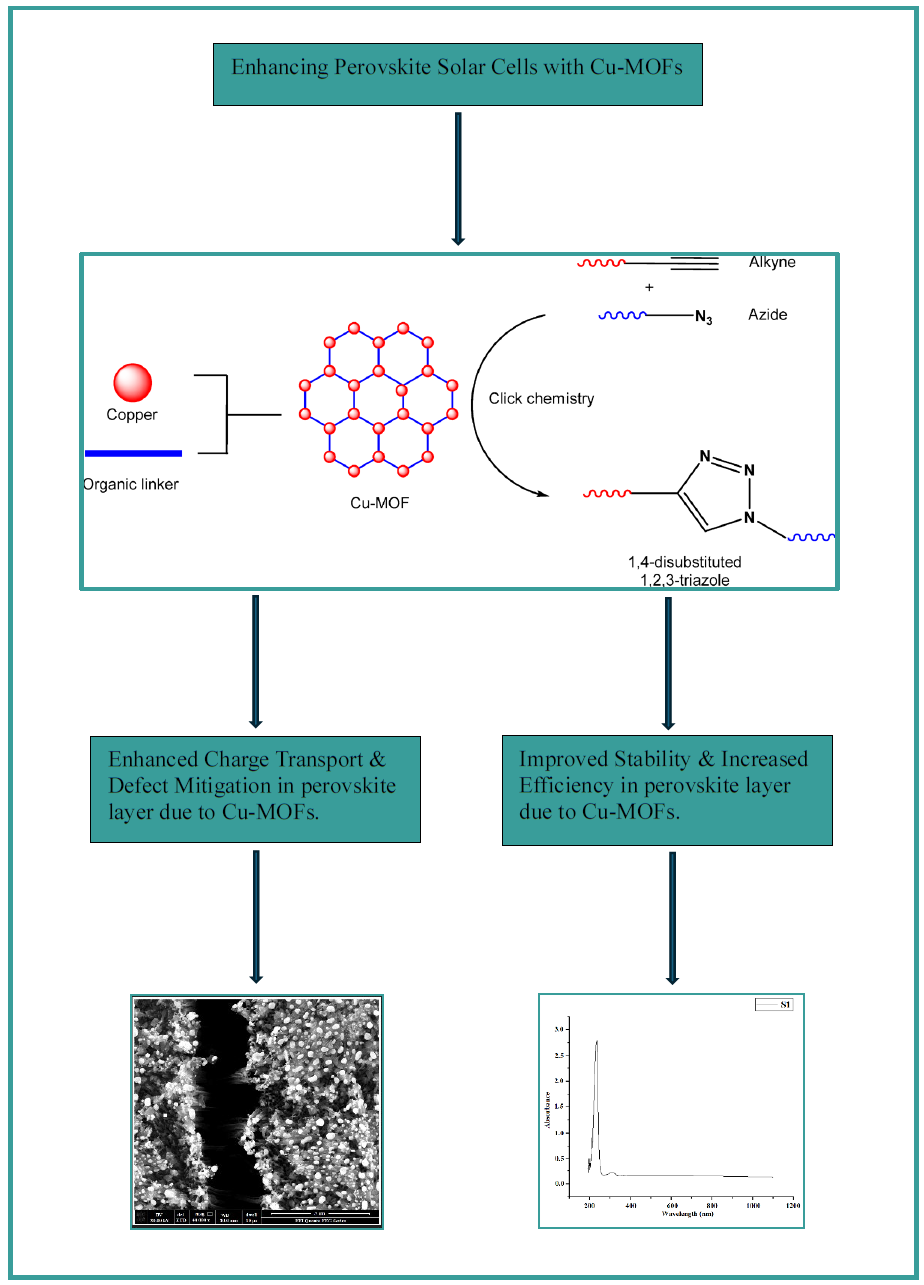 Enhancing Perovskite Solar Cells with Cu-MOFs
Alkyne
+
N3
Azide
Copper
Click chemistry
Organic linker
Cu-MOF
N
N
N
1,4-disubstituted
1,2,3-triazole
Enhanced Charge Transport &
Defect Mitigation in perovskite
layer due to Cu-MOFs.
Improved Stability & Increased
Efficiency in perovskite layer
due to Cu-MOFs.
S1
3.0
2.5
2.0
1.5
1.0
0.5
0.0
Absorbance
200
400
600
800
1000
1200
Wavelength (nm)